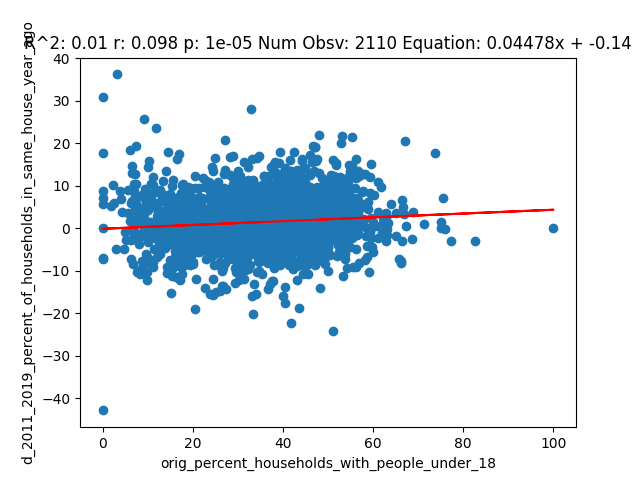 R^2: 0.01 r: 0.098 p: 1e-05 Num Obsv: 2110 Equation: 0.04478x + -0.14
d_2011_2019_percent_of_households_in_same_house_year_ago
40
30
20
10
0
−10
−20
−30
−40
0 20 40 60 80 100
orig_percent_households_with_people_under_18